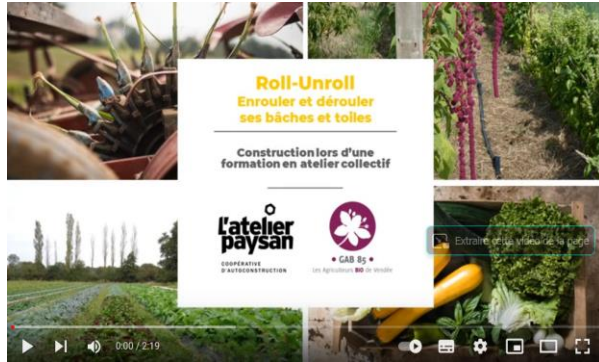 Roll-Unroll
Enrouler et dérouler
ses bâches et toiles
Construction lors d'une
formation en atelier collectif
L'atelier
paysan
COOPÉRATIVE
D'AUTOCONSTRUCTION
• GAB 85 •
Les Agriculteurs BIO de Vendée
Extraire cette vidéo de la page
0:00 / 2:19